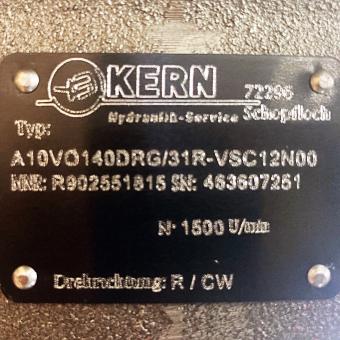 KERN
Hydraulik-Service
72296
Schopfloch
Typ:
A10VO140DRG/31R-VSC12N00
MNR: R902551815 SN: 463607251
N: 1500 U/min
Drehrichtung: R / CW